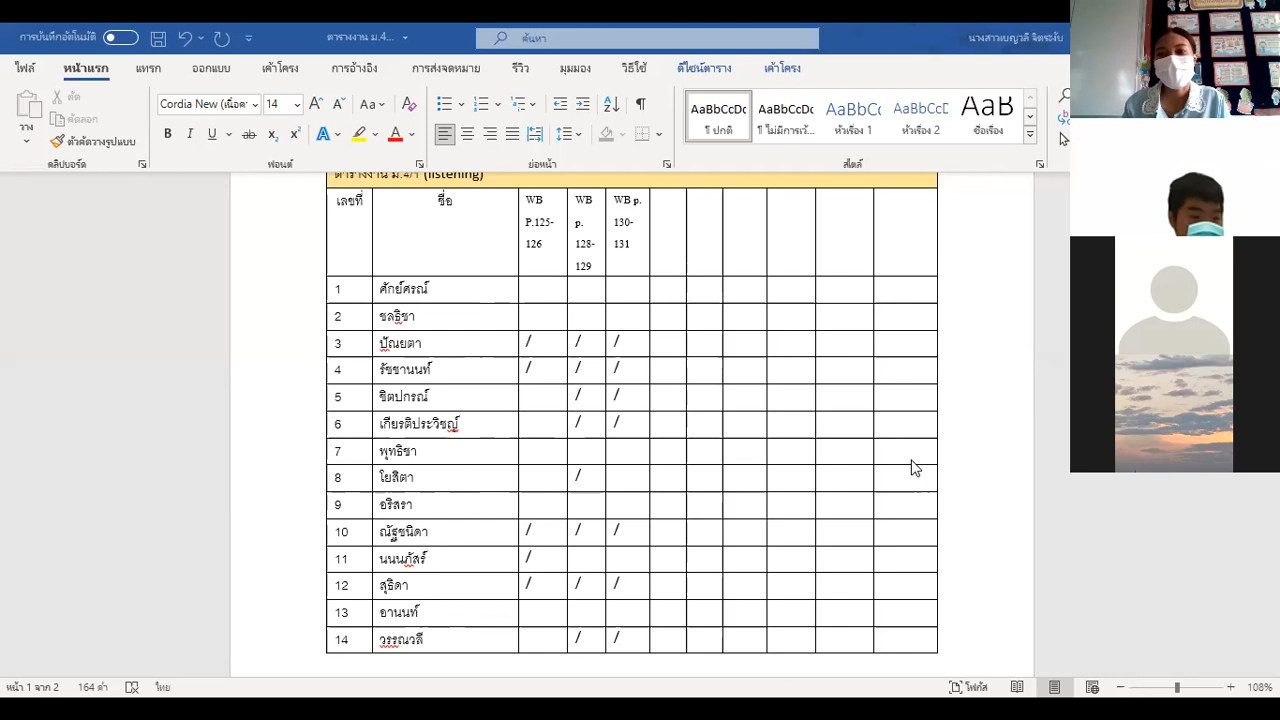 การบันทึกอัตโนมัติ ตารางงาน ม.4... ค้นหา นางสาวเบญวลี จิตระงับ
ไฟล์ หน้าแรก แทรก ออกแบบ เค้าโครง การอ้างอิง การส่งจดหมาย รีวิว มุมมอง วิธีใช้ ดีไซน์ตาราง เค้าโครง
วาง ตัด คัดลอก ตัวคัดวางรูปแบบ
Cordia New (เนื้อค 14
AaBbCcDc AaBbCcDc AaBbCc AaBbCcD AaB
¶ ปกติ ¶ ไม่มีการเว้... หัวเรื่อง 1 หัวเรื่อง 2 ชื่อเรื่อง
คลิปบอร์ด ฟอนต์ ย่อหน้า สไตล์
ตารางงาน ม.4/1 (listening)
เลขที่ ชื่อ WB P.125-126 WB p. 128-129 WB p. 130-131
1 ศักย์ศรณ์
2 ชลธิชา
3 ปัณยตา / / /
4 รัชชานนท์ / / /
5 ชิตปกรณ์ / /
6 เกียรติประวิชญ์ / /
7 พุทธิชา
8 โยสิตา /
9 อริสรา
10 ณัฐชนิดา / / /
11 นนนภัสร์ /
12 สุธิดา / / /
13 อานนท์
14 วรรณวลี / /
หน้า 1 จาก 2 164 คำ ไทย โฟกัส 108%